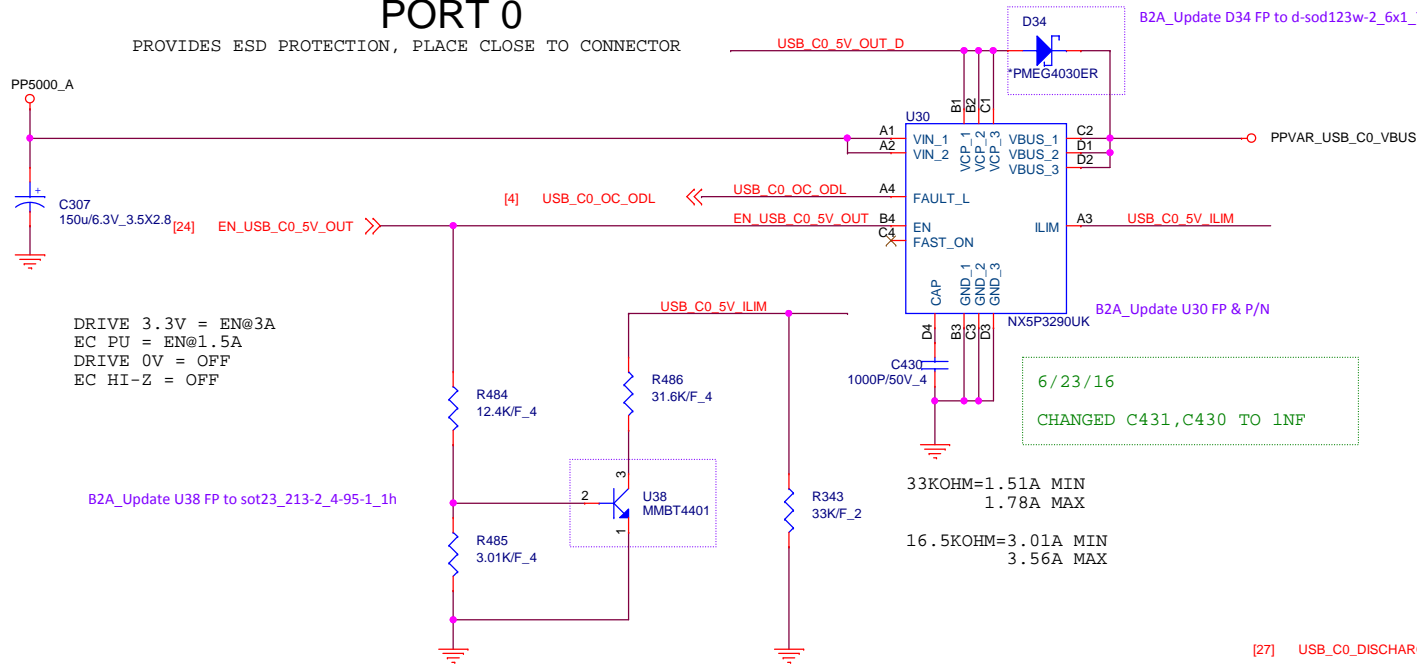 PORT 0
PROVIDES ESD PROTECTION, PLACE CLOSE TO CONNECTOR
USB_C0_5V_OUT_D
D34
*PMEG4030ER
B2A_Update D34 FP to d-sod123w-2_6x1_
PP5000_A
C307
150u/6.3V_3.5X2.8
+
U30
A1
A2
A4
B4
C4
B1
B2
C1
VIN_1
VIN_2
VCP_1
VCP_2
VCP_3
VBUS_1
VBUS_2
VBUS_3
C2
D1
D2
PPVAR_USB_C0_VBUS
[4] USB_C0_OC_ODL
USB_C0_OC_ODL
FAULT_L
[24] EN_USB_C0_5V_OUT
EN_USB_C0_5V_OUT
EN
FAST_ON
ILIM
A3
USB_C0_5V_ILIM
CAP
GND_1
GND_2
GND_3
D4
B3
C3
D3
NX5P3290UK
B2A_Update U30 FP & P/N
C430
1000P/50V_4
DRIVE 3.3V = EN@3A
EC PU = EN@1.5A
DRIVE 0V = OFF
EC HI-Z = OFF
USB_C0_5V_ILIM
R484
12.4K/F_4
R486
31.6K/F_4
6/23/16
CHANGED C431,C430 TO 1NF
B2A_Update U38 FP to sot23_213-2_4-95-1_1h
2
3
1
U38
MMBT4401
R343
33K/F_2
R485
3.01K/F_4
33KOHM=1.51A MIN
1.78A MAX
16.5KOHM=3.01A MIN
3.56A MAX
[27] USB_C0_DISCHAR